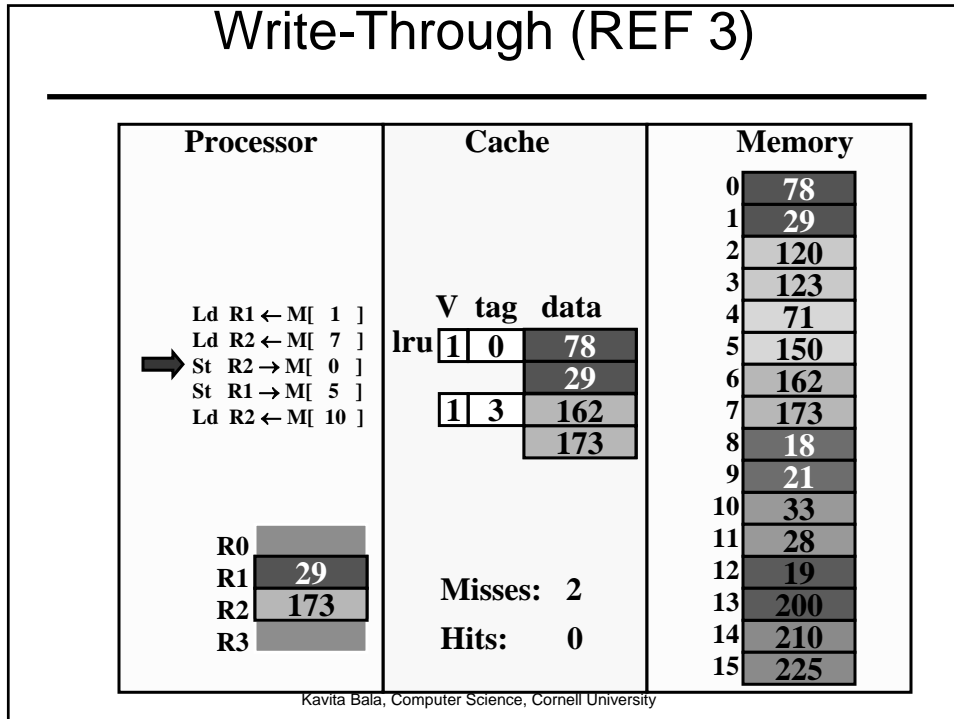 Write-Through (REF 3)
Processor
Ld R1 ← M[ 1 ]
Ld R2 ← M[ 7 ]
St R2 → M[ 0 ]
St R1 → M[ 5 ]
Ld R2 ← M[ 10 ]
R0
R1 29
R2 173
R3
Cache
V tag data
lru 1 0 78
29
1 3 162
173
Misses: 2
Hits: 0
Memory
0 78
1 29
2 120
3 123
4 71
5 150
6 162
7 173
8 18
9 21
10 33
11 28
12 19
13 200
14 210
15 225
Kavita Bala, Computer Science, Cornell University